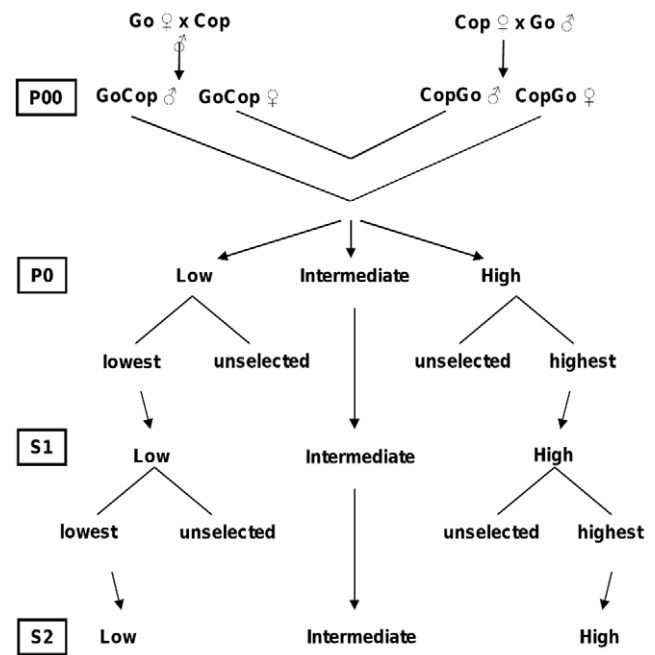 Go ♀ x Cop ♂
Cop ♀ x Go ♂
P00
GoCop ♂ GoCop ♀
CopGo ♂ CopGo ♀
P0
Low Intermediate High
lowest unselected unselected highest
S1
Low Intermediate High
lowest unselected unselected highest
S2
Low Intermediate High